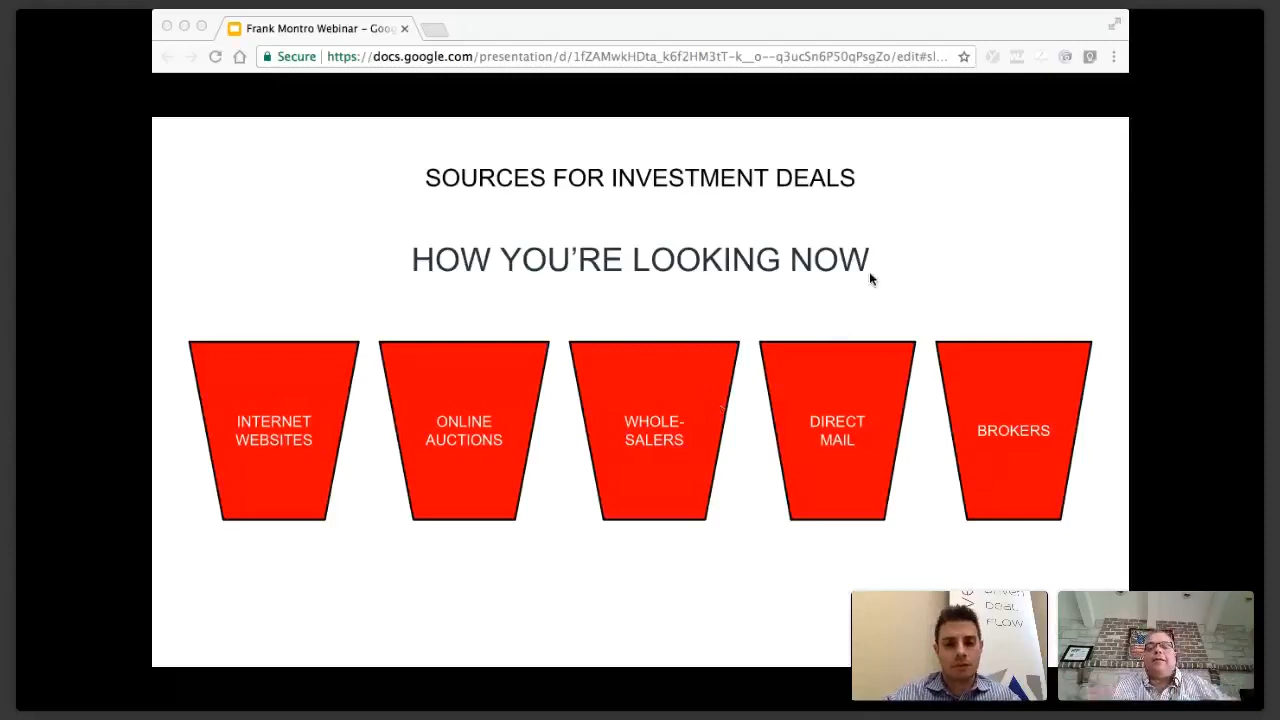 Frank Montro Webinar – Goog
Secure
https://docs.google.com/presentation/d/1fZAMwkHDta_k6f2HM3tT-k__o--q3ucSn6P50qPsgZo/edit#sl...
SOURCES FOR INVESTMENT DEALS
HOW YOU’RE LOOKING NOW
INTERNET
WEBSITES
ONLINE
AUCTIONS
WHOLE-
SALERS
DIRECT
MAIL
BROKERS
DEAL
FLOW